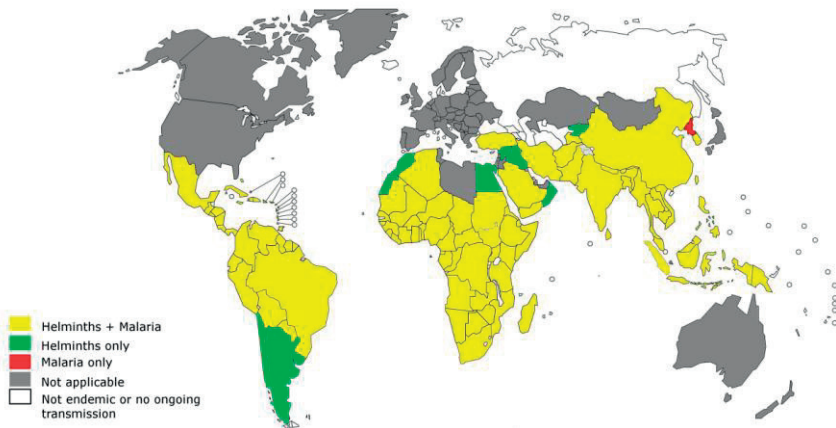 Helminths + Malaria
Helminths only
Malaria only
Not applicable
Not endemic or no ongoing
transmission